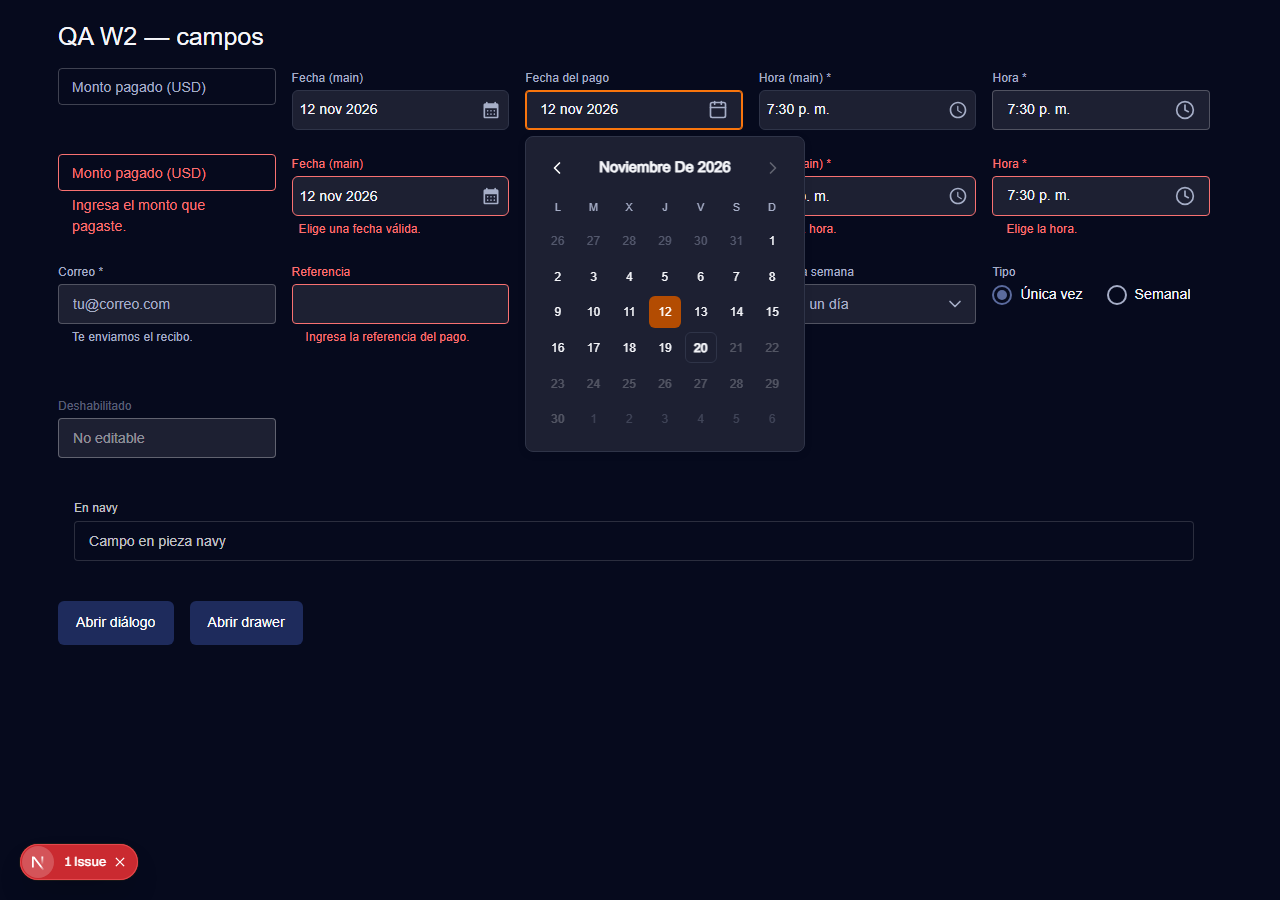 QA W2 — campos
Monto pagado (USD)
Fecha (main)
12 nov 2026
Fecha del pago
12 nov 2026
Hora (main) *
7:30 p. m.
Hora *
7:30 p. m.
Monto pagado (USD)
Ingresa el monto que
pagaste.
Fecha (main)
12 nov 2026
Elige una fecha válida.
Noviembre De 2026
L M X J V S D
26 27 28 29 30 31 1
2 3 4 5 6 7 8
9 10 11 12 13 14 15
16 17 18 19 20 21 22
23 24 25 26 27 28 29
30 1 2 3 4 5 6
*
. m.
hora.
Hora *
7:30 p. m.
Elige la hora.
Correo *
tu@correo.com
Te enviamos el recibo.
Referencia
Ingresa la referencia del pago.
semana
un día
Tipo
Única vez
Semanal
Deshabilitado
No editable
En navy
Campo en pieza navy
Abrir diálogo
Abrir drawer
N 1 Issue